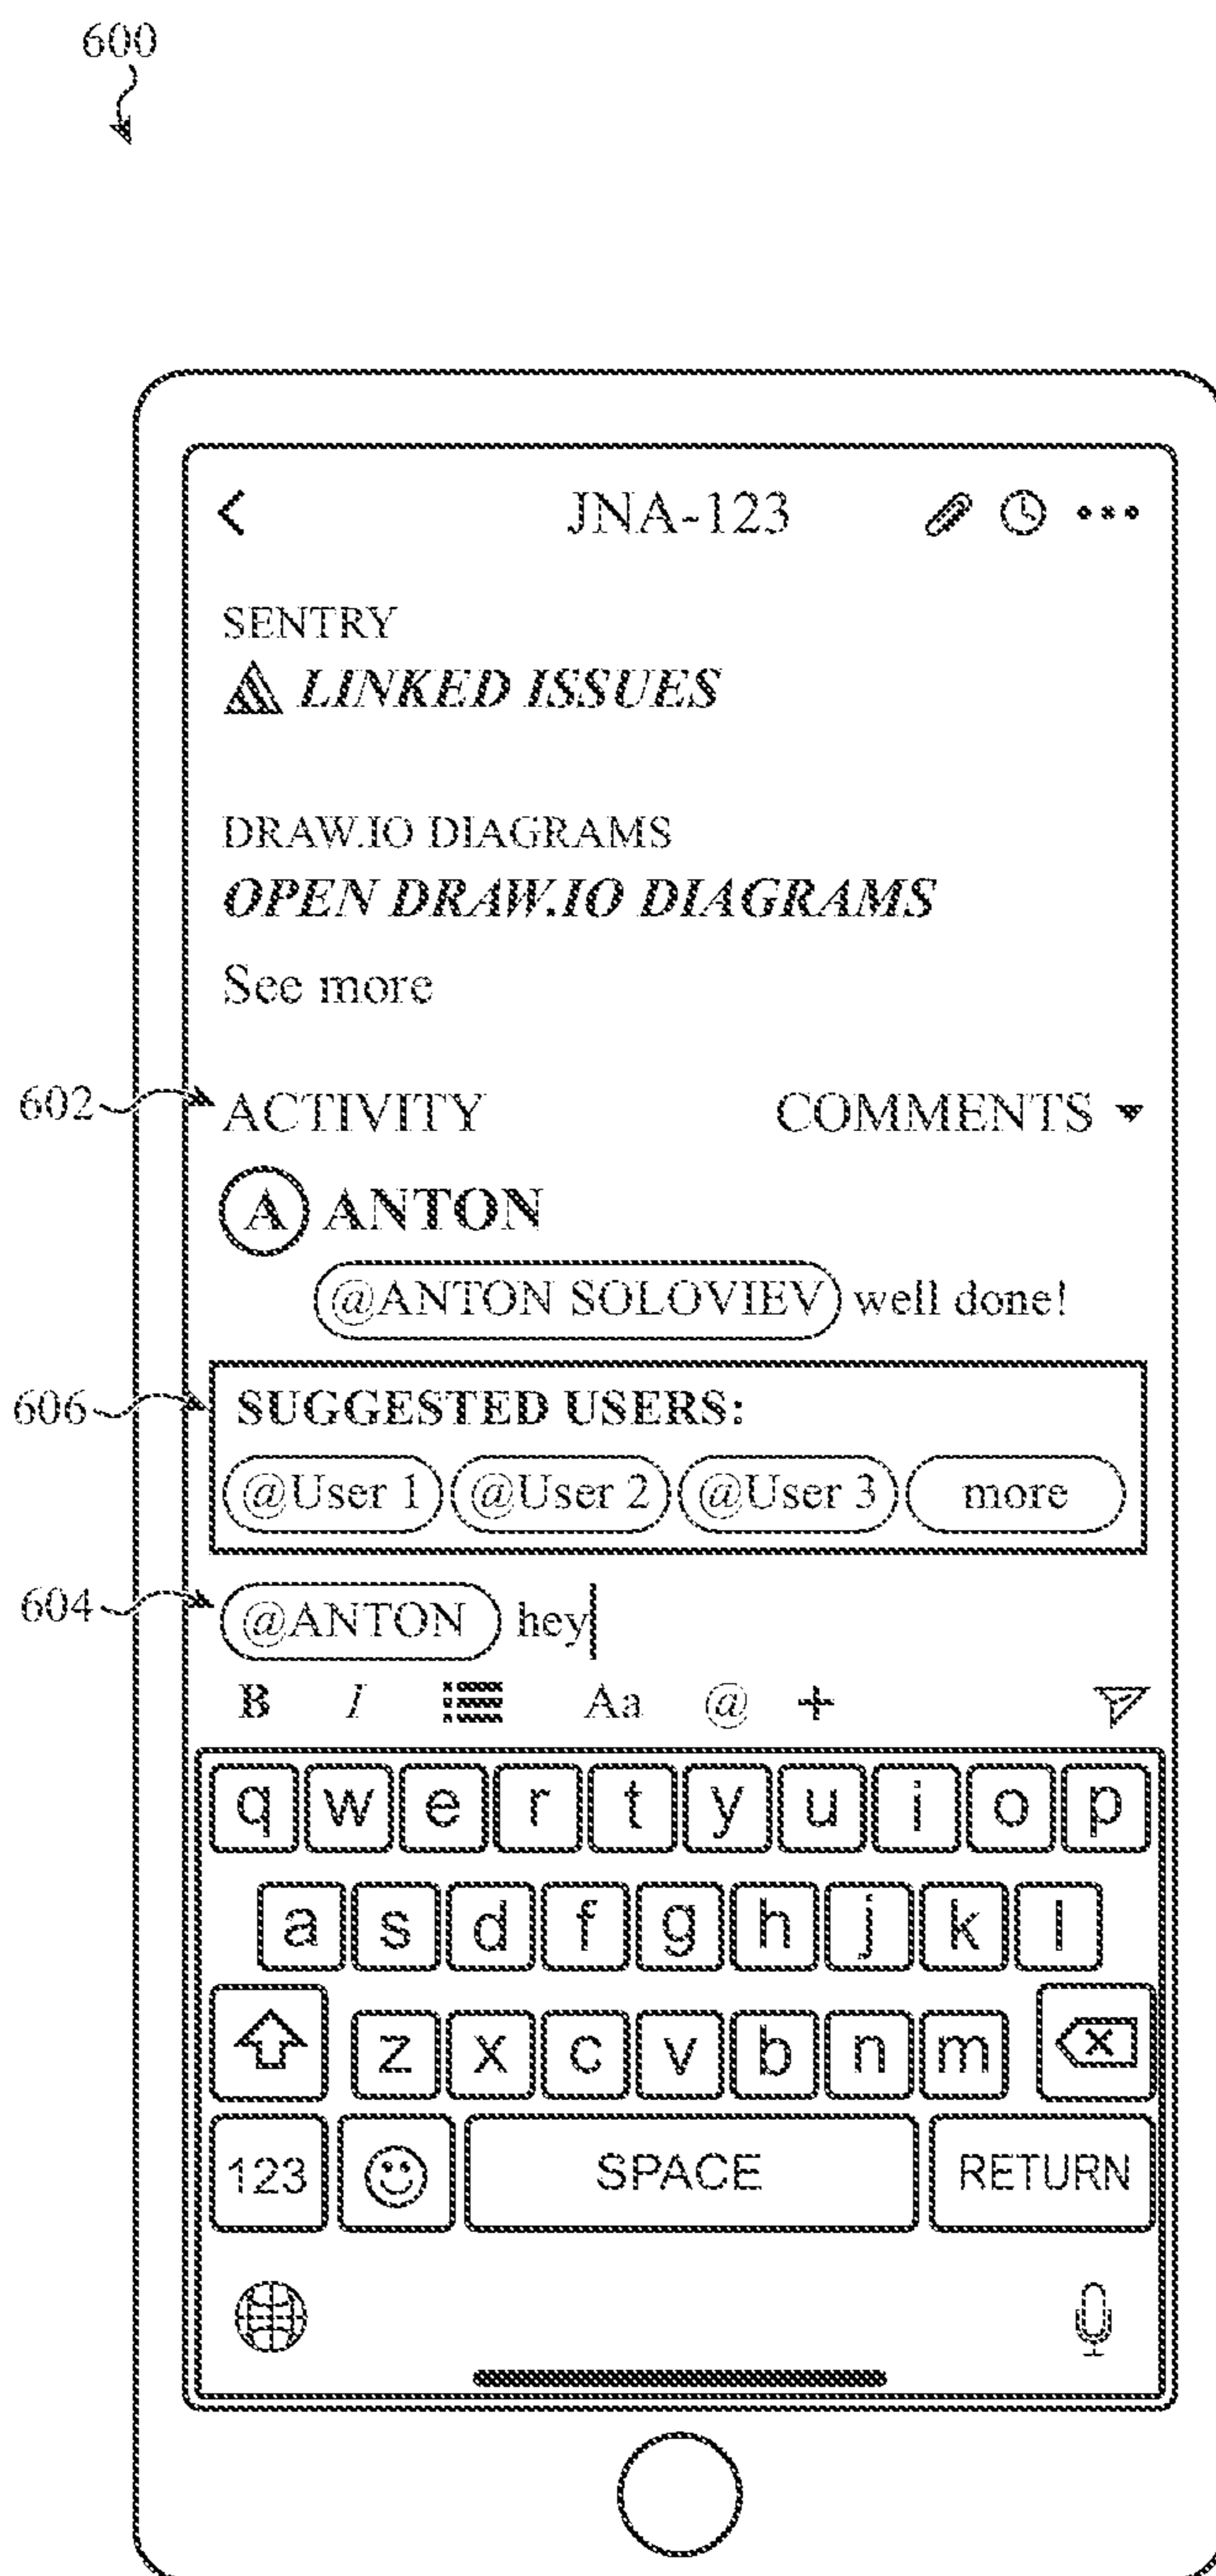 600
JNA-123
SENTRY
LINKED ISSUES
DRAW.IO DIAGRAMS
OPEN DRAW.IO DIAGRAMS
See more
602 ACTIVITY COMMENTS
A ANTON
@ANTON SOLOVIEV well done!
606 SUGGESTED USERS:
@User 1 @User 2 @User 3 more
604 @ANTON hey
B I Aa @ +
q w e r t y u i o p
a s d f g h j k l
z x c v b n m
123 SPACE RETURN